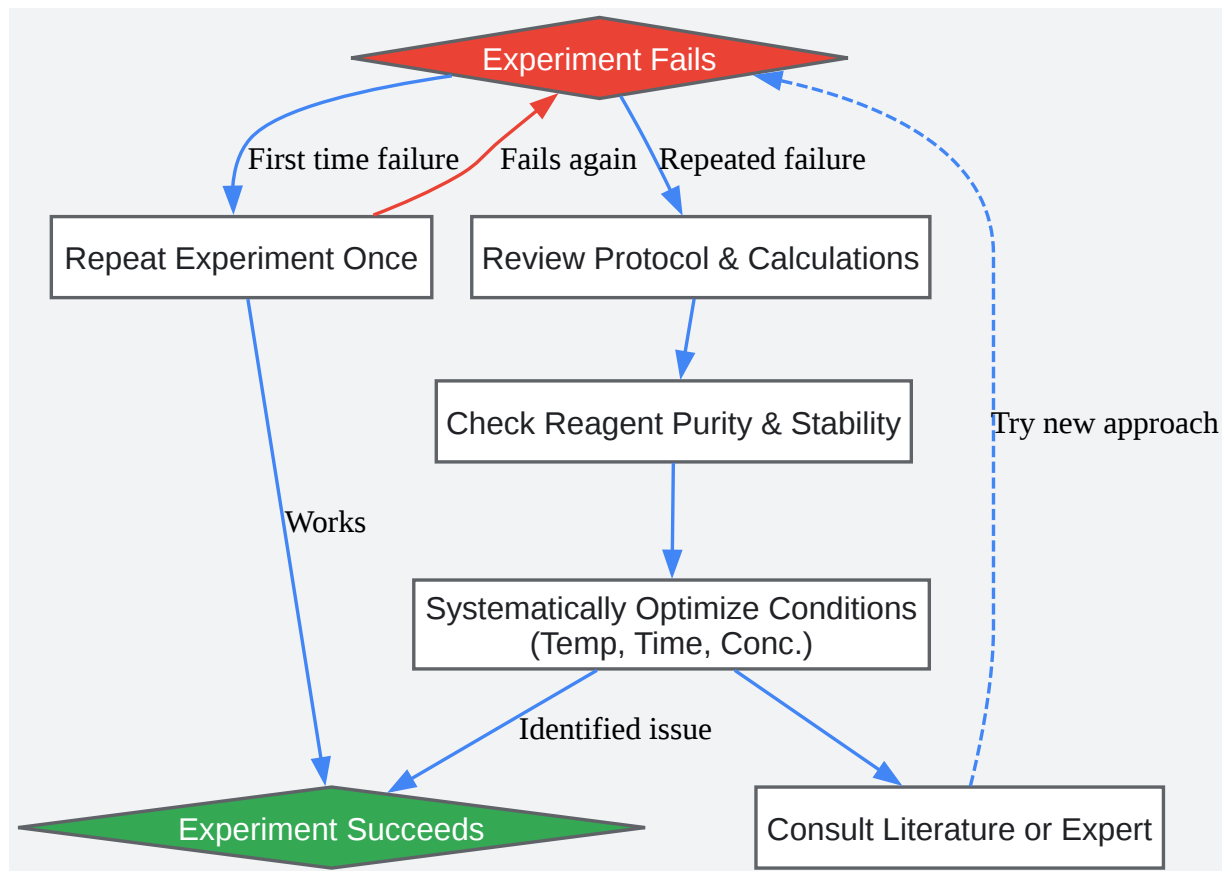 Experiment Fails
First time failure
Fails again
Repeated failure
Repeat Experiment Once
Review Protocol & Calculations
Check Reagent Purity & Stability
Try new approach
Works
Systematically Optimize Conditions
(Temp, Time, Conc.)
Identified issue
Experiment Succeeds
Consult Literature or Expert